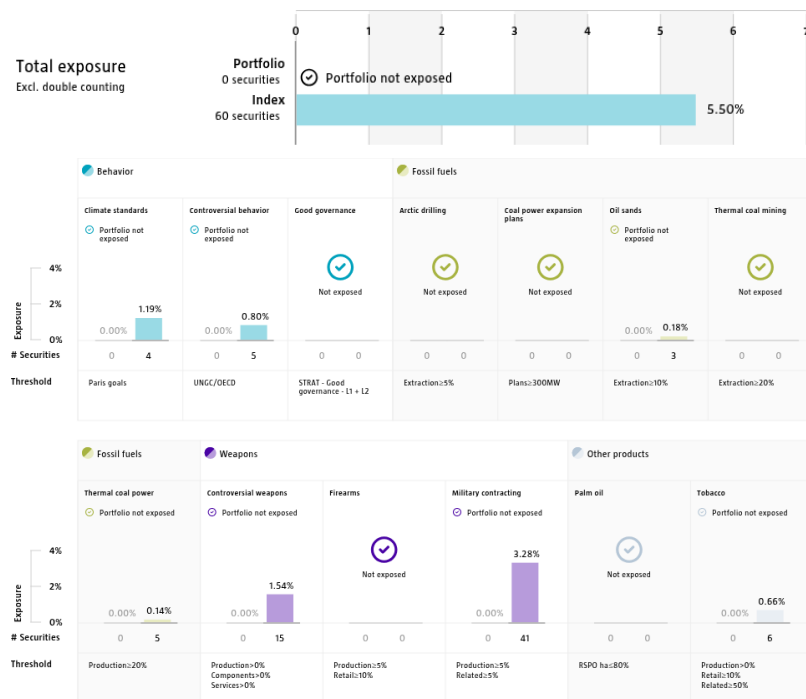 0 1 2 3 4 5 6 7
Total exposure
Excl. double counting
Portfolio
0 securities
Portfolio not exposed
Index
60 securities
5.50%
Behavior
Fossil fuels
Climate standards
Controversial behavior
Good governance
Arctic drilling
Coal power expansion
plans
Oil sands
Thermal coal mining
Portfolio not
exposed
Portfolio not
exposed
Portfolio not
exposed
Not exposed
Not exposed
Not exposed
Not exposed
Exposure
4%
2%
0%
0.00% 1.19%
0.00% 0.80%
0.00% 0.18%
# Securities
0 4
0 5
0 0
0 0
0 0
0 3
0 0
Threshold
Paris goals
UNGC/OECD
STRAT - Good
governance - L1 + L2
Extraction≥5%
Plans≥300MW
Extraction≥10%
Extraction≥20%
Fossil fuels
Weapons
Other products
Thermal coal power
Controversial weapons
Firearms
Military contracting
Palm oil
Tobacco
Portfolio not exposed
Portfolio not exposed
Portfolio not exposed
Portfolio not exposed
Not exposed
Not exposed
Exposure
4%
2%
0%
0.00% 0.14%
0.00% 1.54%
0.00% 3.28%
0.00% 0.66%
# Securities
0 5
0 15
0 0
0 41
0 0
0 6
Threshold
Production≥20%
Production>0%
Components>0%
Services>0%
Production≥5%
Retail≥10%
Production≥5%
Related≥5%
RSPO ha≤80%
Production>0%
Retail≥10%
Related≥50%